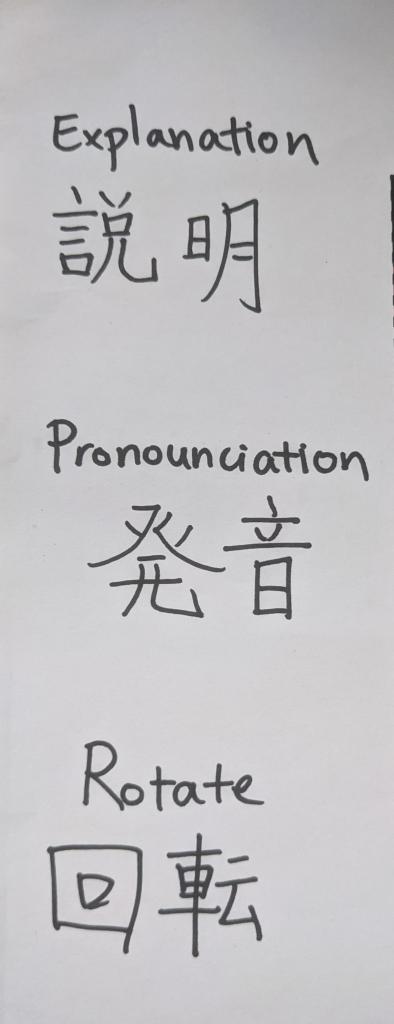 Explanation
説明
Pronounciation
発音
Rotate
回転